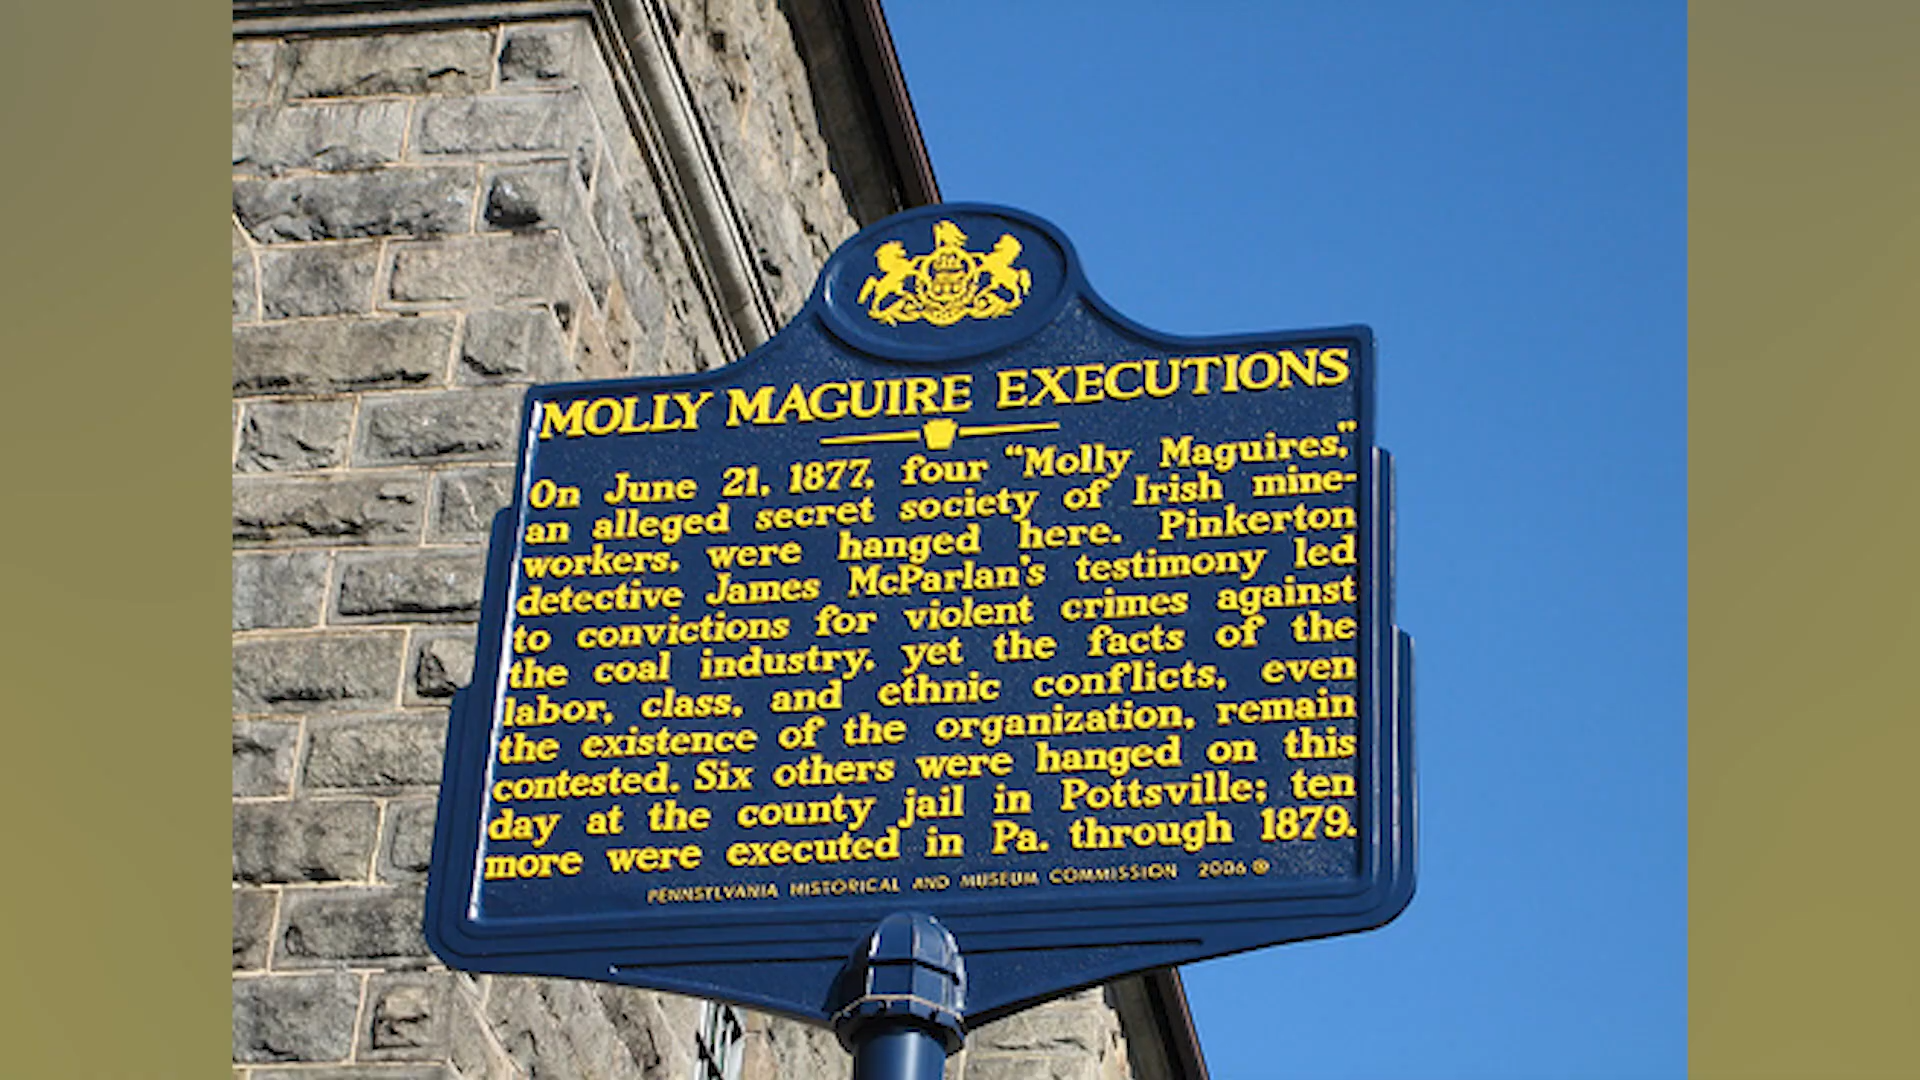 MOLLY MAGUIRE EXECUTIONS
On June 21, 1877, four “Molly Maguires,”
an alleged secret society of Irish mine-
workers, were hanged here. Pinkerton
detective James McParlan's testimony led
to convictions for violent crimes against
the coal industry, yet the facts of the
labor, class, and ethnic conflicts, even
the existence of the organization, remain
contested. Six others were hanged on this
day at the county jail in Pottsville; ten
more were executed in Pa. through 1879.
PENNSYLVANIA HISTORICAL AND MUSEUM COMMISSION 2006 ®